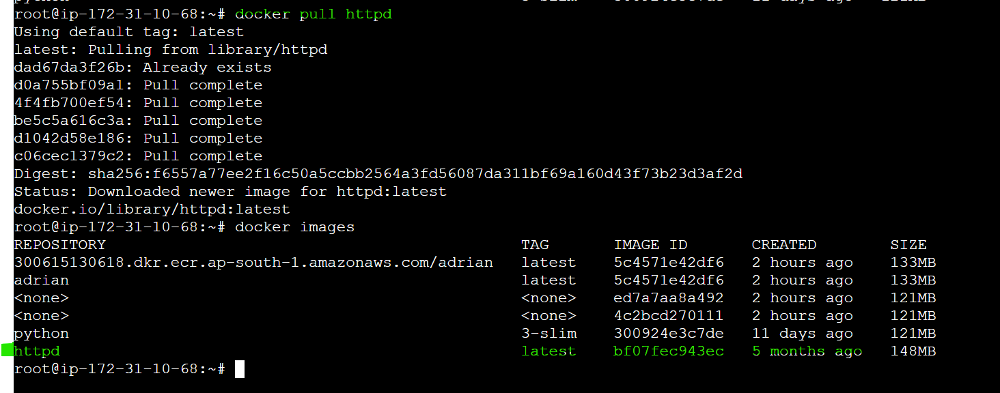 root@ip-172-31-10-68:~# docker pull httpd
Using default tag: latest
latest: Pulling from library/httpd
dad67da3f26b: Already exists
d0a755bf09a1: Pull complete
4f4fb700ef54: Pull complete
be5c5a616c3a: Pull complete
d1042d58e186: Pull complete
c06cec1379c2: Pull complete
Digest: sha256:f6557a77ee2f16c50a5ccbb2564a3fd56087da311bf69a160d43f73b23d3af2d
Status: Downloaded newer image for httpd:latest
docker.io/library/httpd:latest
root@ip-172-31-10-68:~# docker images
REPOSITORY TAG IMAGE ID CREATED SIZE
300615130618.dkr.ecr.ap-south-1.amazonaws.com/adrian latest 5c4571e42df6 2 hours ago 133MB
adrian latest 5c4571e42df6 2 hours ago 133MB
<none> <none> ed7a7aa8a492 2 hours ago 121MB
<none> <none> 4c2bcd270111 2 hours ago 121MB
python 3-slim 300924e3c7de 11 days ago 121MB
httpd latest bf07fec943ec 5 months ago 148MB
root@ip-172-31-10-68:~#